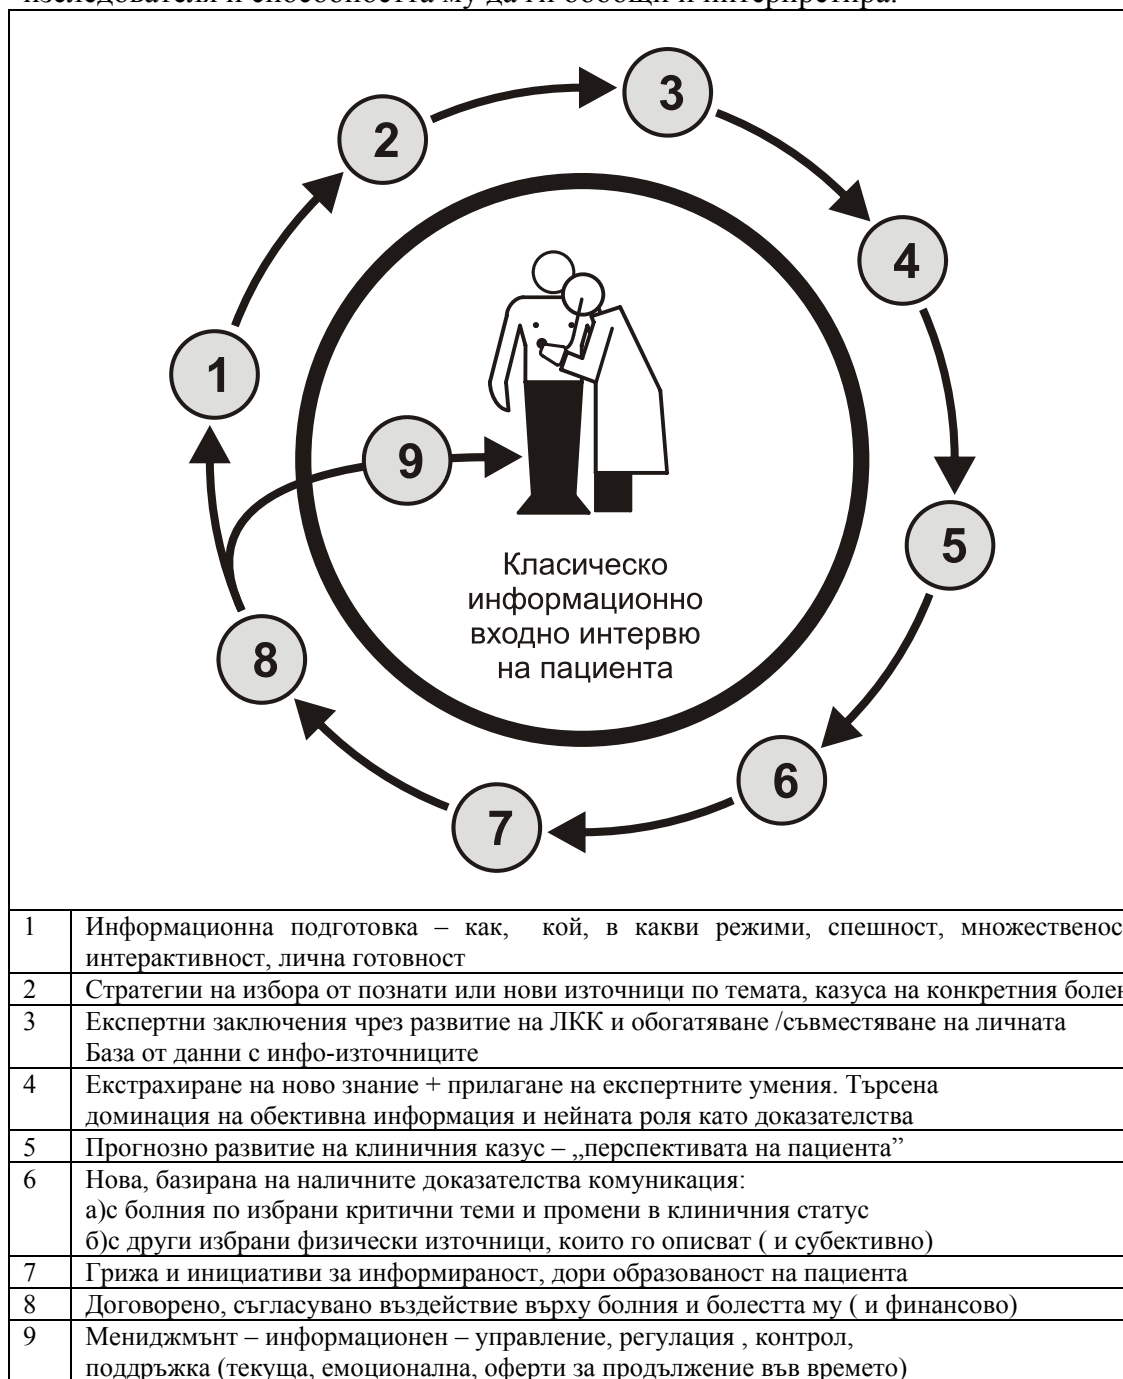 изследователя и способността му да ги обобщи и интерпретира.
3
2
4
1
9
5
Класическо
информационно
входно интервю
на пациента
8
6
7
1 Информационна подготовка – как, кой, в какви режими, спешност, множественос
интерактивност, лична готовност
2 Стратегии на избора от познати или нови източници по темата, казуса на конкретния болен
3 Експертни заключения чрез развитие на ЛКК и обогатяване /съвместяване на личната
База от данни с инфо-източниците
4 Екстрахиране на ново знание + прилагане на експертните умения. Търсена
доминация на обективна информация и нейната роля като доказателства
5 Прогнозно развитие на клиничния казус – „перспективата на пациента”
6 Нова, базирана на наличните доказателства комуникация:
а)с болния по избрани критични теми и промени в клиничния статус
б)с други избрани физически източници, които го описват ( и субективно)
7 Грижа и инициативи за информираност, дори образованост на пациента
8 Договорено, съгласувано въздействие върху болния и болестта му ( и финансово)
9 Мениджмънт – информационен – управление, регулация , контрол,
поддръжка (текуща, емоционална, оферти за продължение във времето)